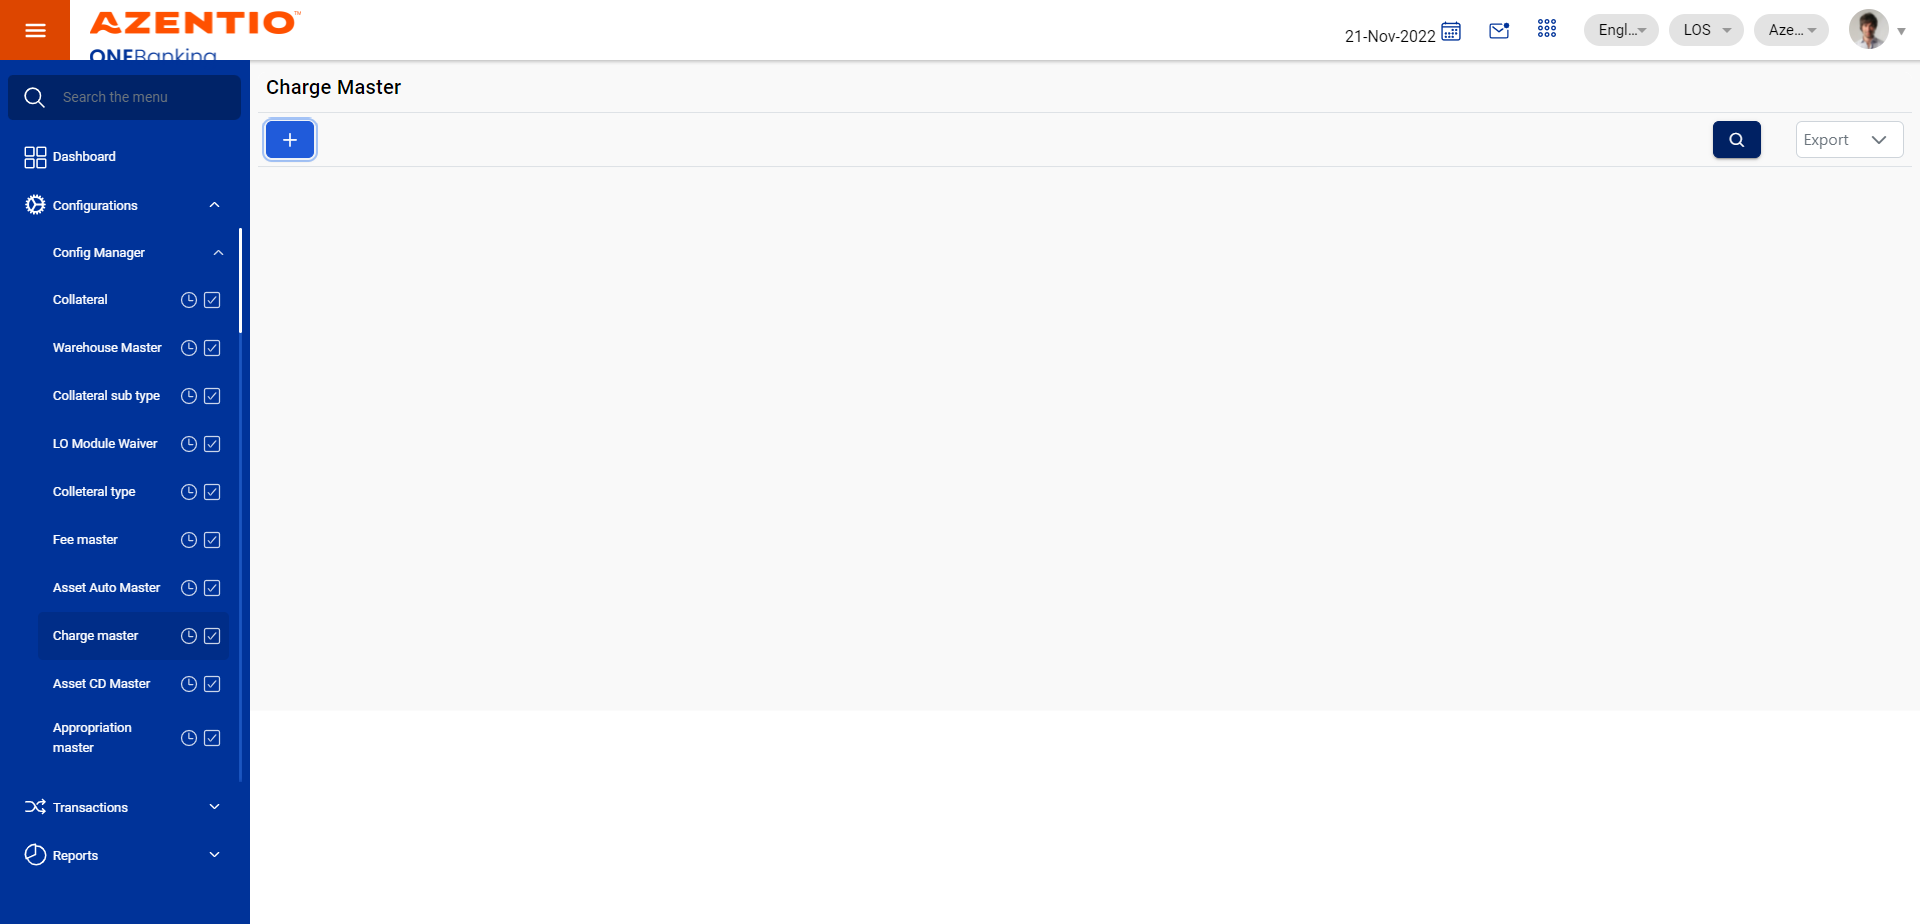 AZENTIO™
ONEBanking
21-Nov-2022
Engl...
LOS
Aze...
Search the menu
Dashboard
Configurations
Config Manager
Collateral
Warehouse Master
Collateral sub type
LO Module Waiver
Colleteral type
Fee master
Asset Auto Master
Charge master
Asset CD Master
Appropriation
master
Transactions
Reports
Charge Master
+
Export